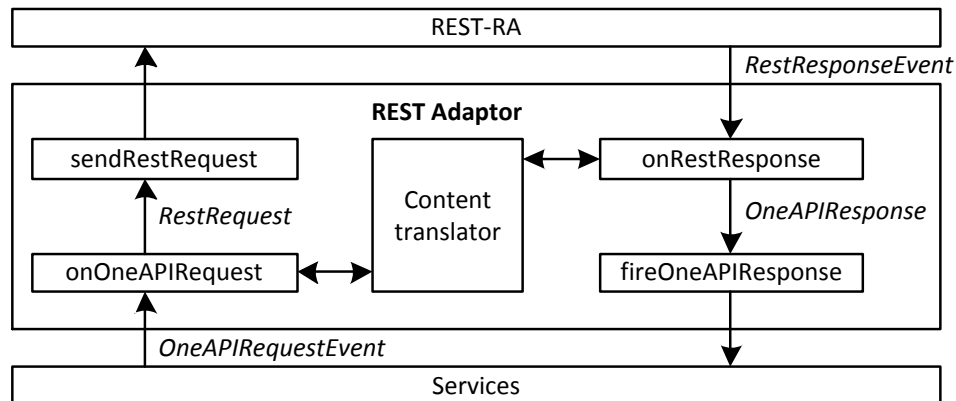 REST-RA
RestResponseEvent
REST Adaptor
sendRestRequest
onRestResponse
Content
translator
RestRequest
OneAPIResponse
onOneAPIRequest
fireOneAPIResponse
OneAPIRequestEvent
Services